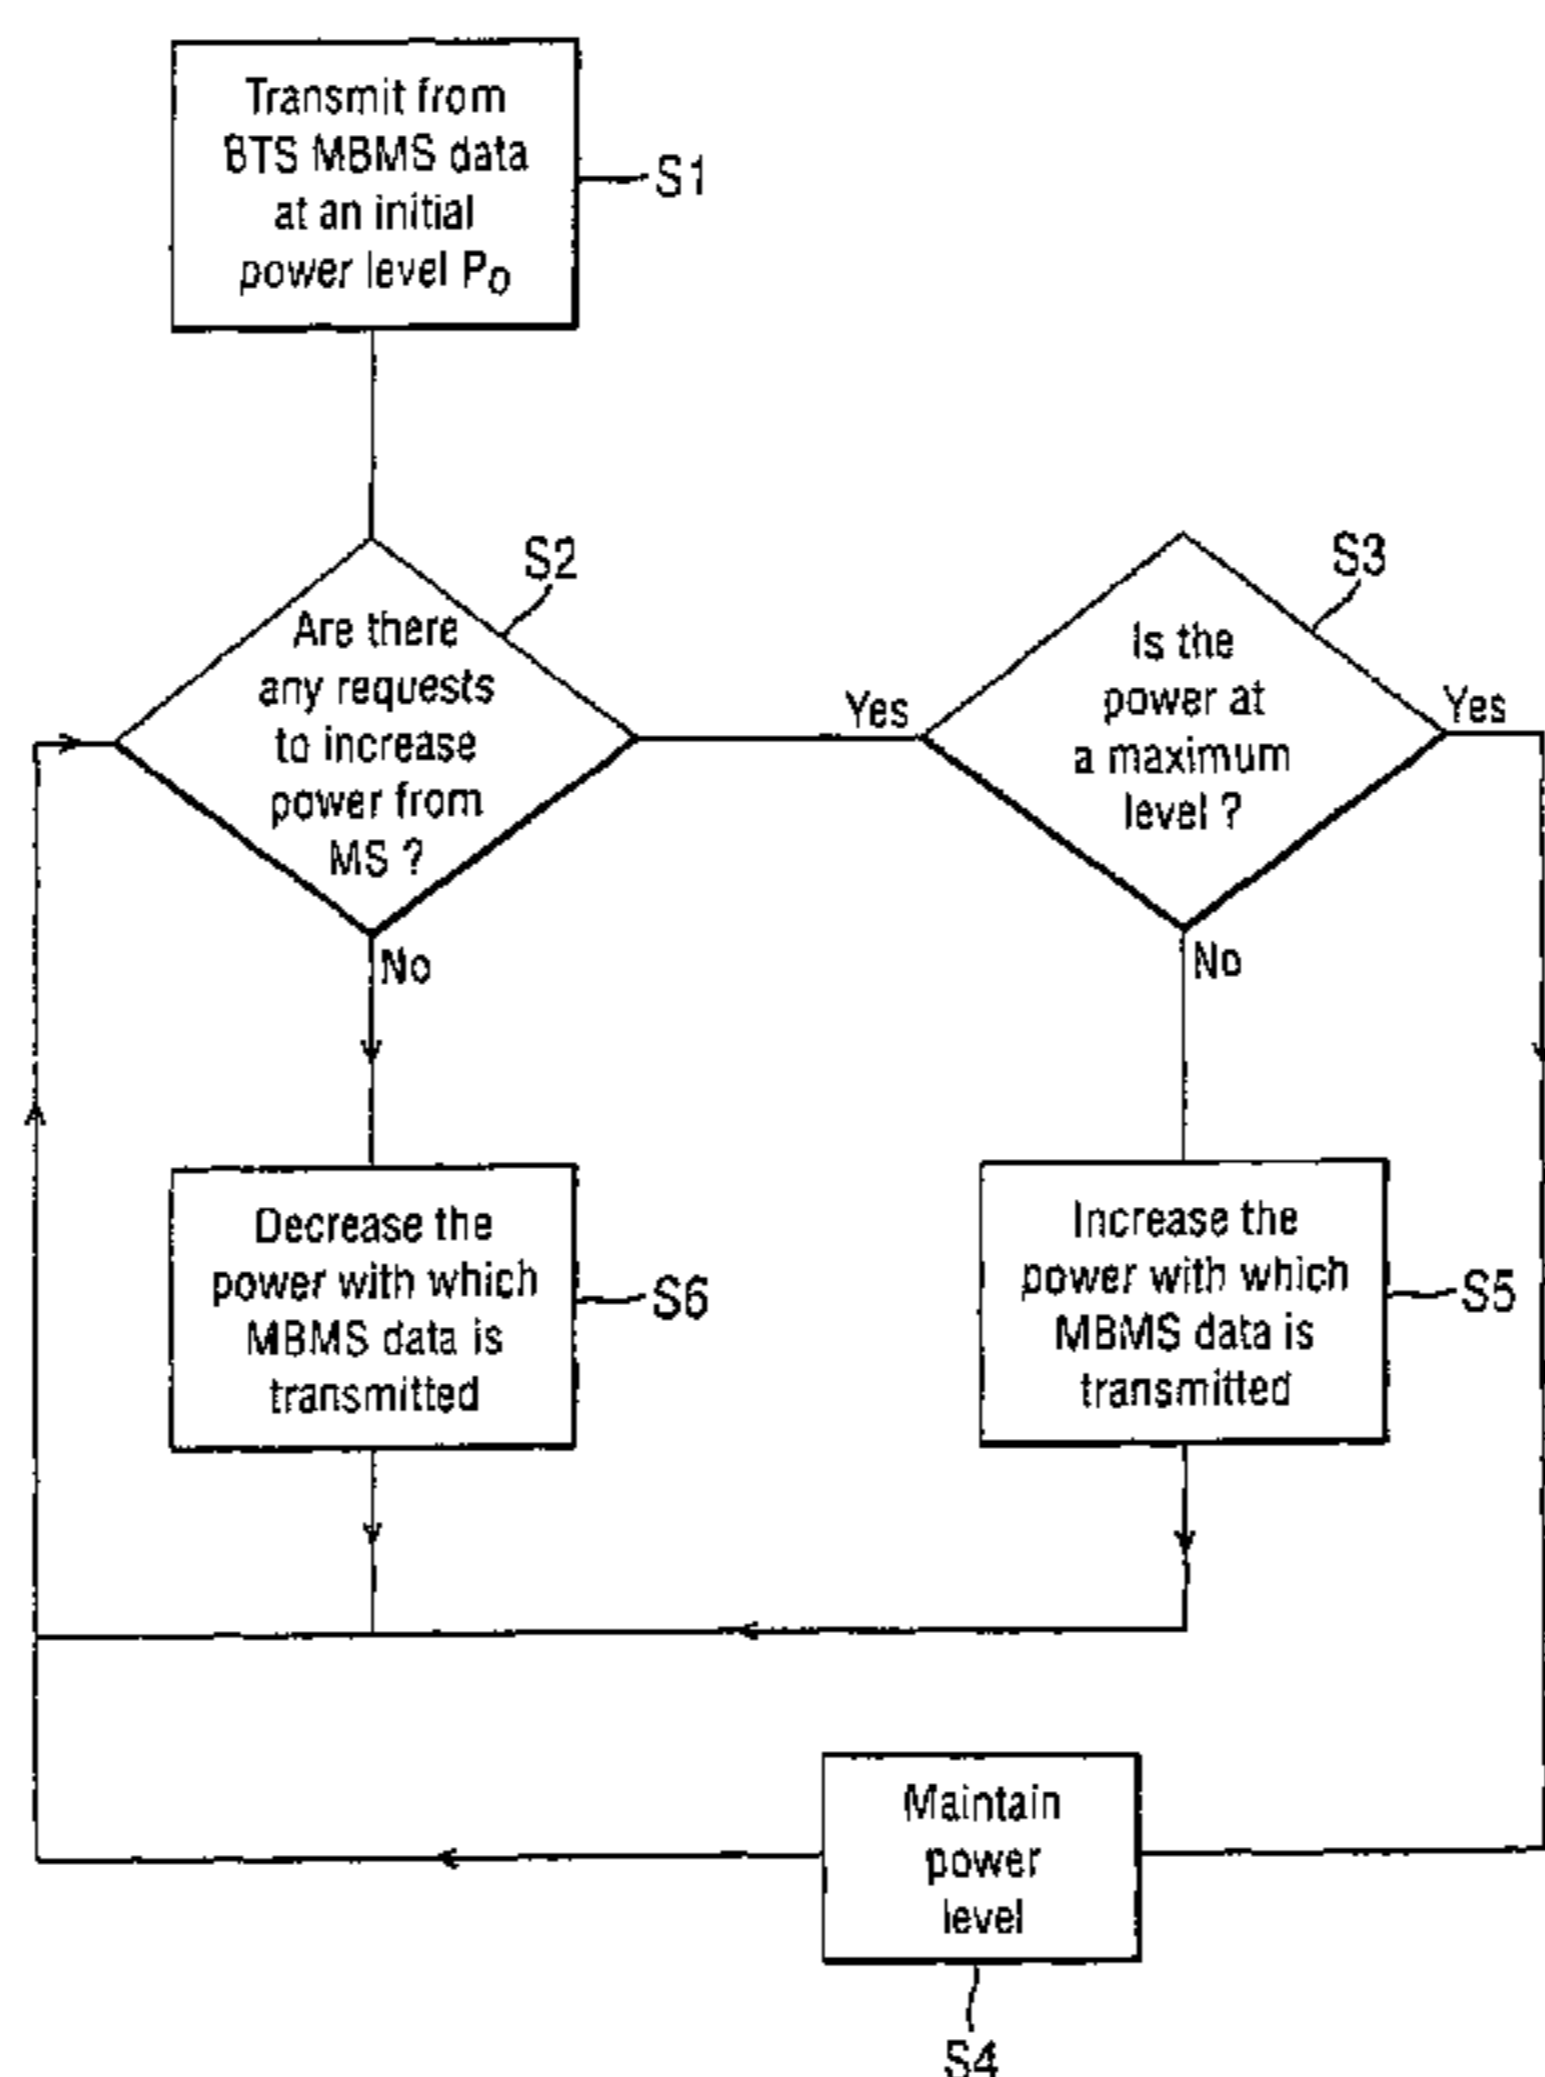 Transmit from
BTS MBMS data
at an initial
power level Po
S1
Are there
any requests
to increase
power from
MS ?
S2
Yes
No
Is the
power at
a maximum
level ?
S3
Yes
No
Decrease the
power with which
MBMS data is
transmitted
S6
Increase the
power with which
MBMS data is
transmitted
S5
Maintain
power
level
S4